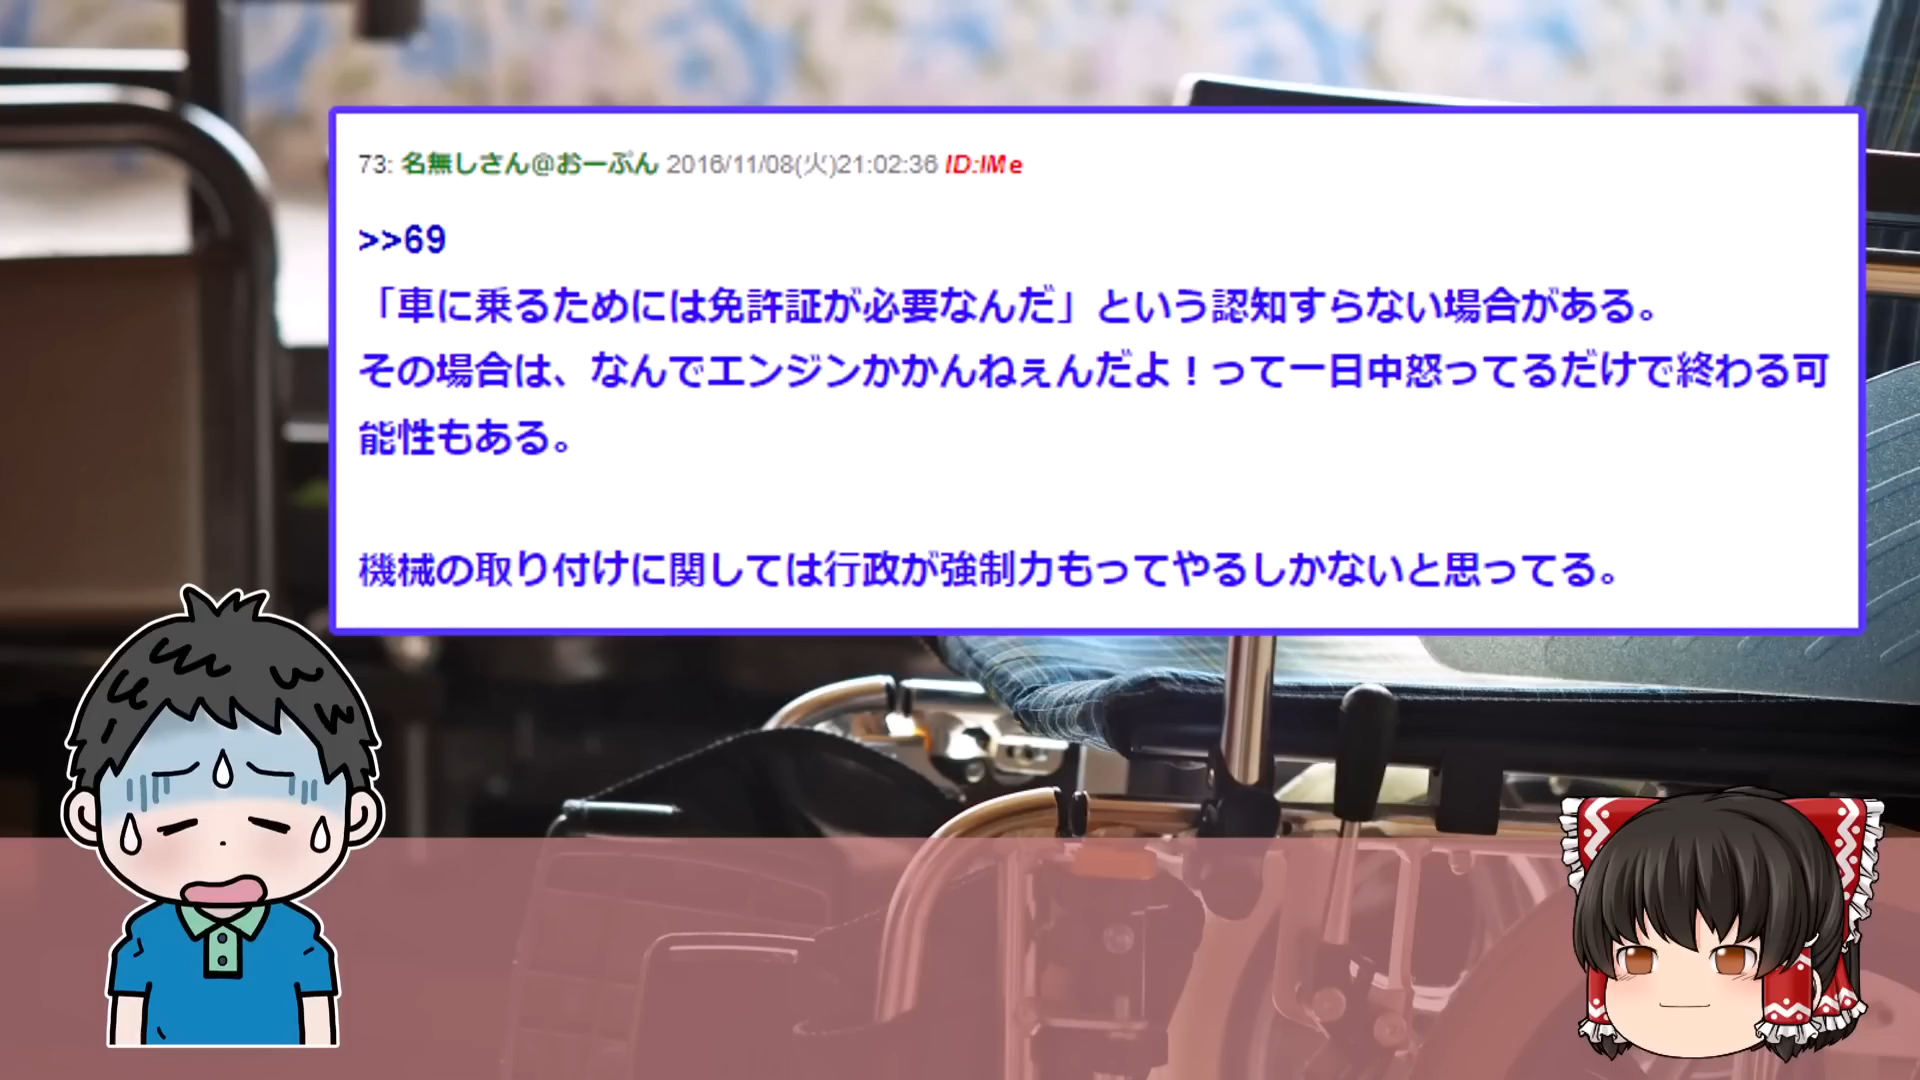 73: 名無しさん@おーぷん 2016/11/08(火)21:02:36 ID:IMe
>>69
「車に乗るためには免許証が必要なんだ」という認知すらない場合がある。
その場合は、なんでエンジンかかんねぇんだよ！って一日中怒ってるだけで終わる可
能性もある。
機械の取り付けに関しては行政が強制力もってやるしかないと思ってる。